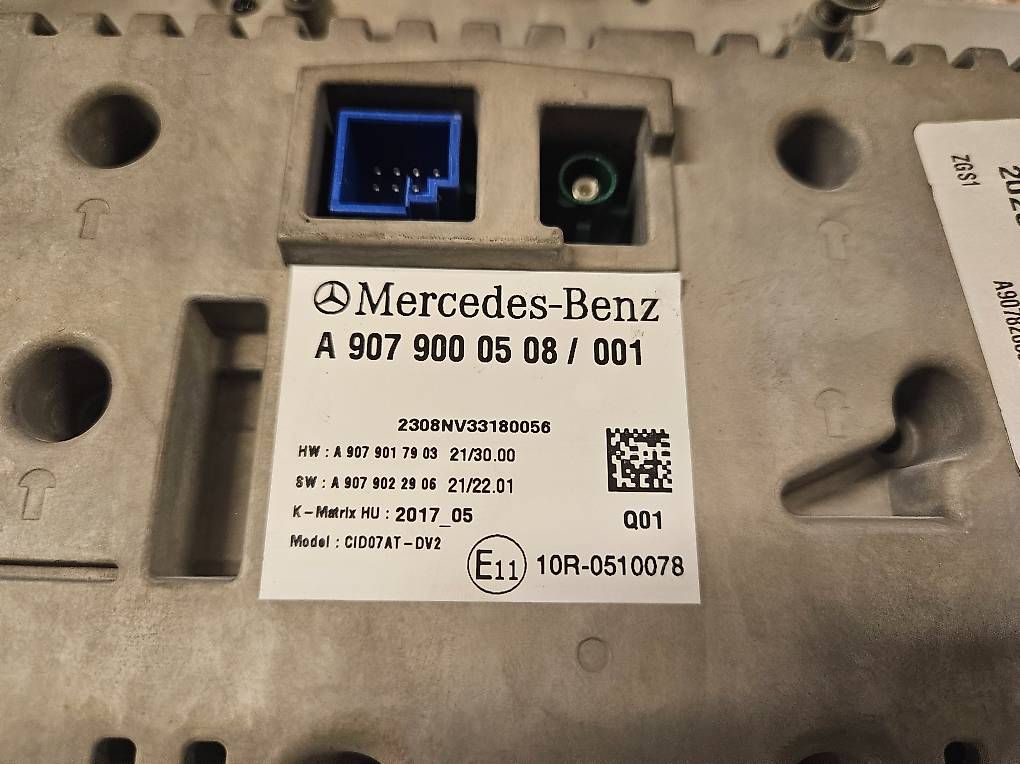 Mercedes-Benz
A 907 900 05 08 / 001
2308NV33180056
HW : A 907 901 79 03 21/30.00
SW : A 907 902 29 06 21/22.01
K-Matrix HU : 2017_05
Q01
Model : CID07AT-DV2
E11 10R-0510078
ZGS1